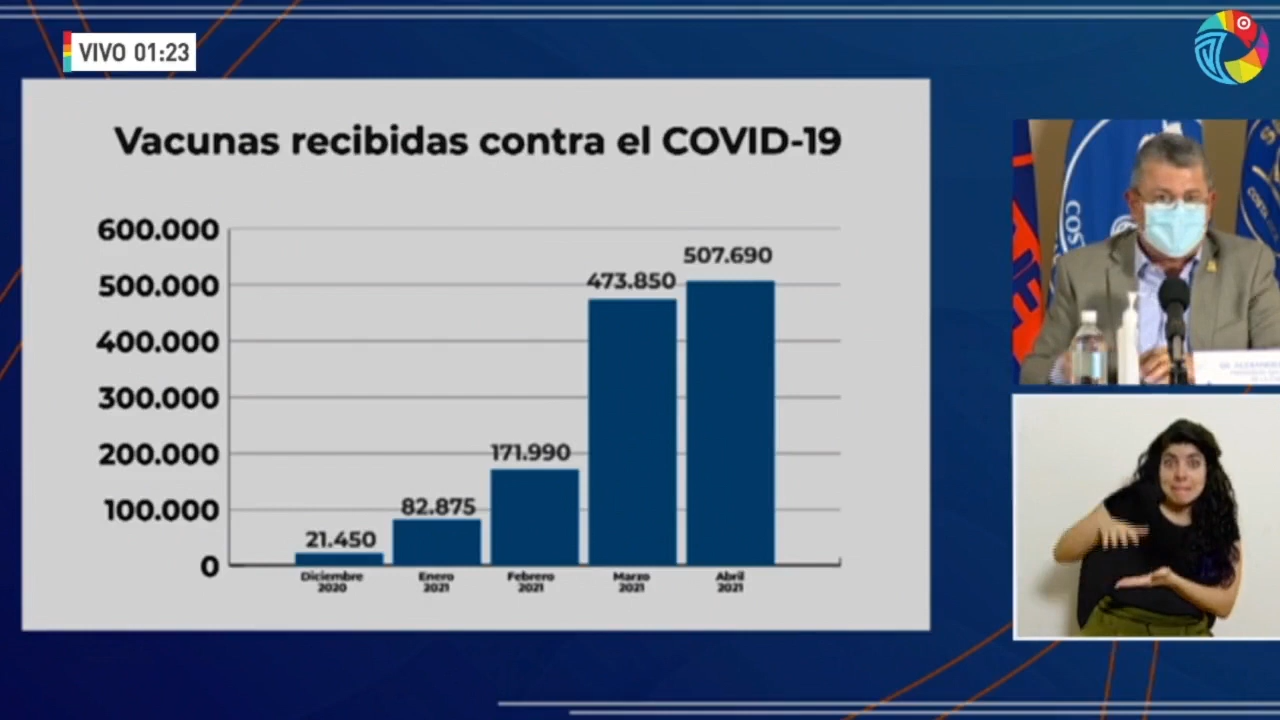 VIVO 01:23
Vacunas recibidas contra el COVID-19
600.000
500.000
400.000
300.000
200.000
100.000
0
21.450
82.875
171.990
473.850
507.690
Diciembre
2020
Enero
2021
Febrero
2021
Marzo
2021
Abril
2021
COS
COSTA